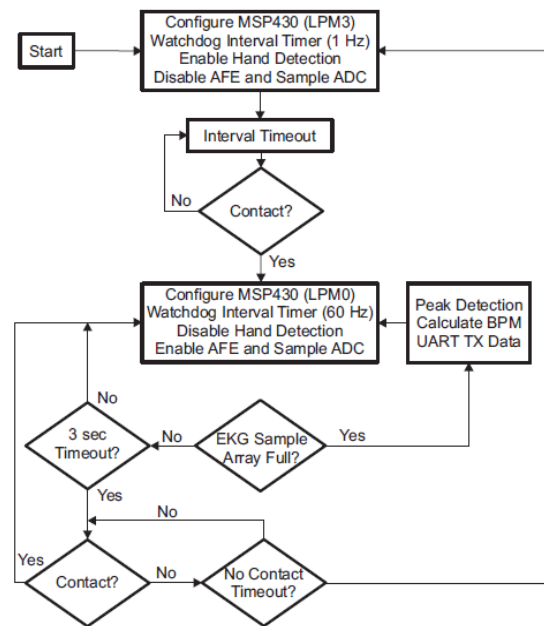 Start
Configure MSP430 (LPM3)
Watchdog Interval Timer (1 Hz)
Enable Hand Detection
Disable AFE and Sample ADC
Interval Timeout
No
Contact?
Yes
Configure MSP430 (LPM0)
Watchdog Interval Timer (60 Hz)
Disable Hand Detection
Enable AFE and Sample ADC
Peak Detection
Calculate BPM
UART TX Data
No
3 sec
Timeout?
No
EKG Sample
Array Full?
Yes
Yes
No
Yes
Contact?
No
No Contact
Timeout?